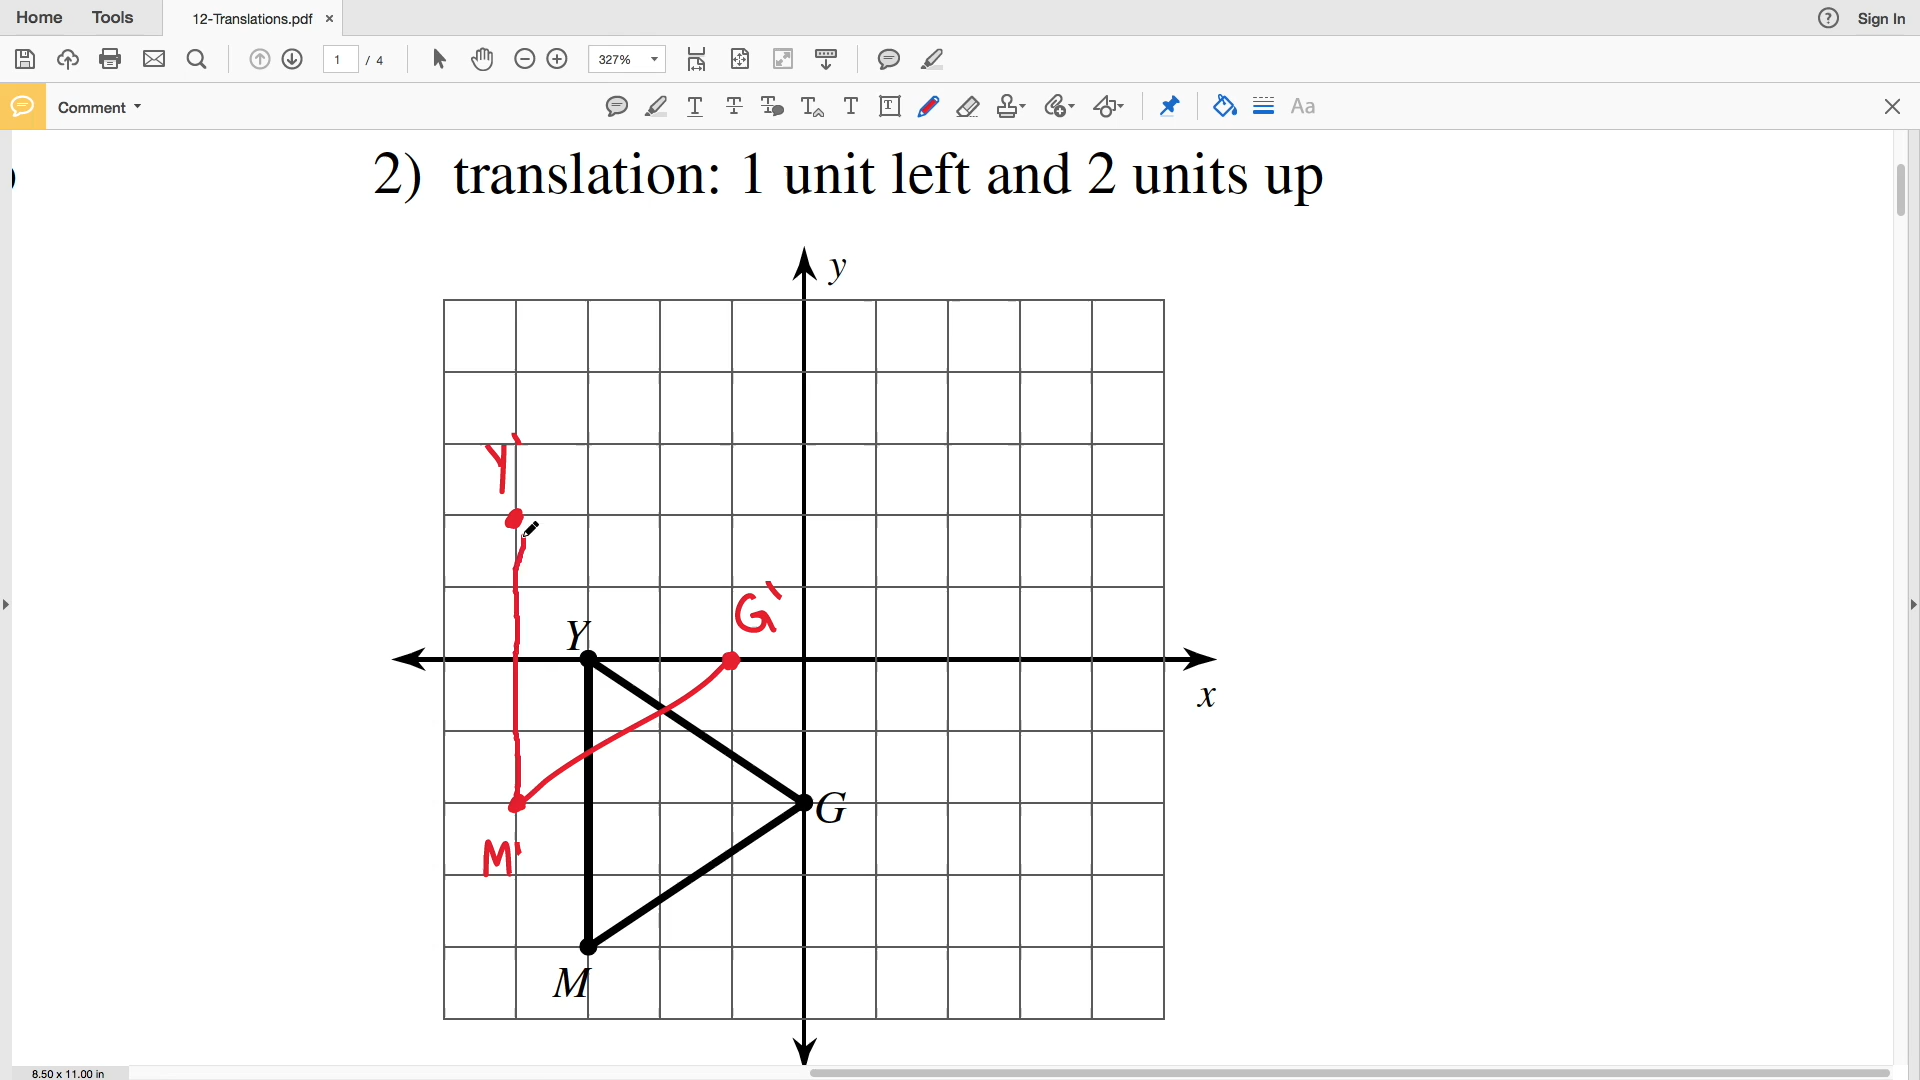 Home Tools 12-Translations.pdf × Sign In
1 / 4 327%
Comment Aa
)
2) translation: 1 unit left and 2 units up
y
Y'
G'
Y
x
G
M'
M
8.50 x 11.00 in